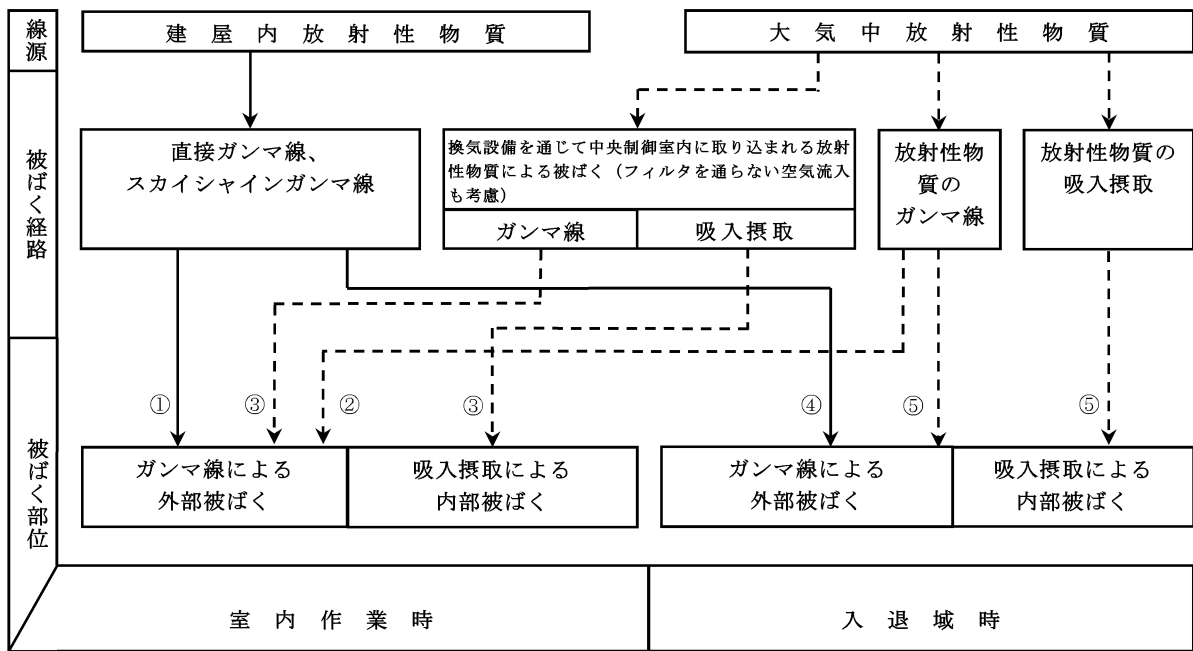 線源
建屋内放射性物質
大気中放射性物質
被ばく経路
直接ガンマ線、
スカイシャインガンマ線
換気設備を通じて中央制御室内に取り込まれる放射
性物質による被ばく（フィルタを通らない空気流入
も考慮）
ガンマ線
吸入摂取
放射性物
質の
ガンマ線
放射性物質の
吸入摂取
①
③
②
③
④
⑤
⑤
被ばく部位
ガンマ線による
外部被ばく
吸入摂取による
内部被ばく
ガンマ線による
外部被ばく
吸入摂取による
内部被ばく
室内作業時
入退域時